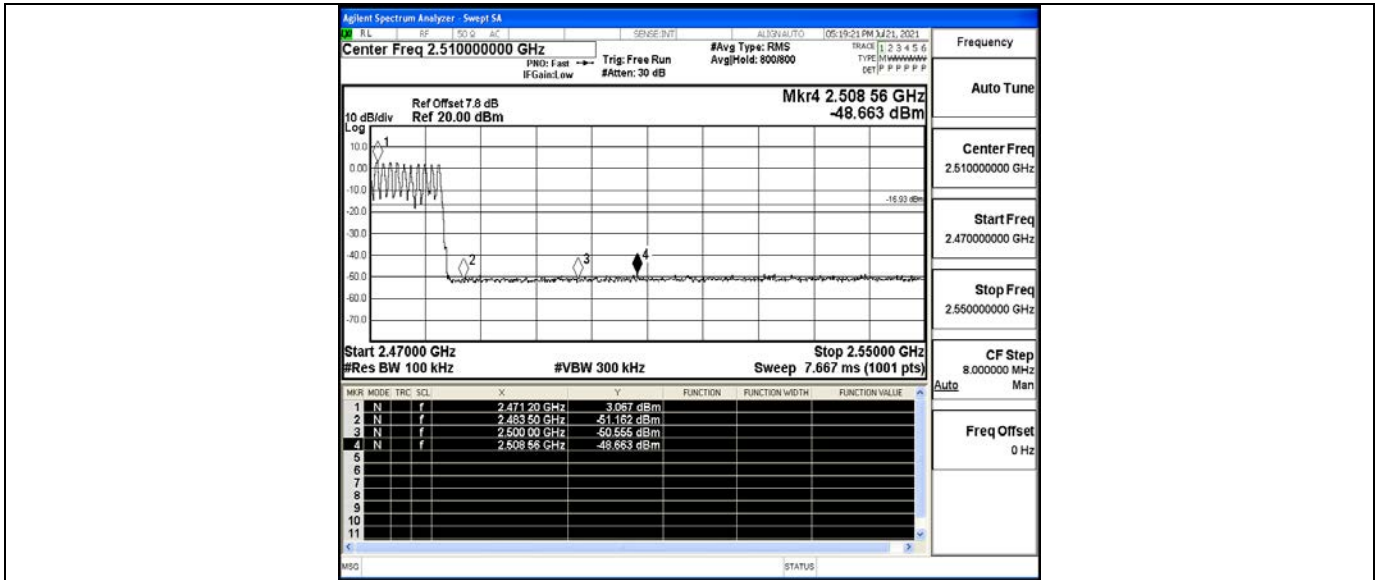 Agilent Spectrum Analyzer - Swept SA
RL RF 50 Ω AC SENSE:INT ALIGNAUTO 05:19:21 PM Jul 21, 2021
Center Freq 2.510000000 GHz
PNO: Fast
IFGain:Low
Trig: Free Run
#Atten: 30 dB
#Avg Type: RMS
Avg|Hold: 800/800
TRACE 1 2 3 4 5 6
TYPE MWWWWW
DET P P P P P P
Mkr4 2.508 56 GHz
-48.663 dBm
Ref Offset 7.8 dB
10 dB/div Ref 20.00 dBm
Log
10.0
0.00
-10.0
-20.0
-30.0
-40.0
-50.0
-60.0
-70.0
1
2
3
4
-16.93 dBm
Start 2.47000 GHz Stop 2.55000 GHz
#Res BW 100 kHz #VBW 300 kHz Sweep 7.667 ms (1001 pts)
MKR MODE TRC SCL X Y FUNCTION FUNCTION WIDTH FUNCTION VALUE
1 N f 2.471 20 GHz 3.067 dBm
2 N f 2.483 50 GHz -51.162 dBm
3 N f 2.500 00 GHz -50.555 dBm
4 N f 2.508 56 GHz -48.663 dBm
5
6
7
8
9
10
11
MSG STATUS
Frequency
Auto Tune
Center Freq
2.510000000 GHz
Start Freq
2.470000000 GHz
Stop Freq
2.550000000 GHz
CF Step
8.000000 MHz
Auto Man
Freq Offset
0 Hz